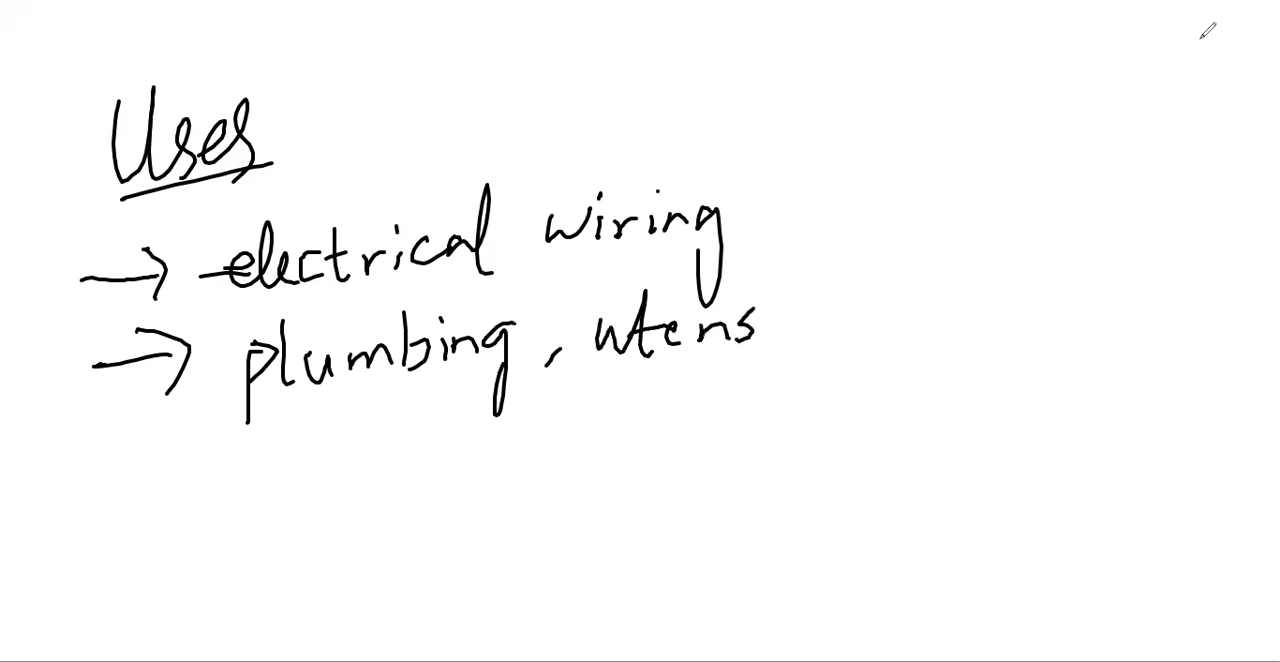 Uses
→ electrical wiring
→ plumbing, utens